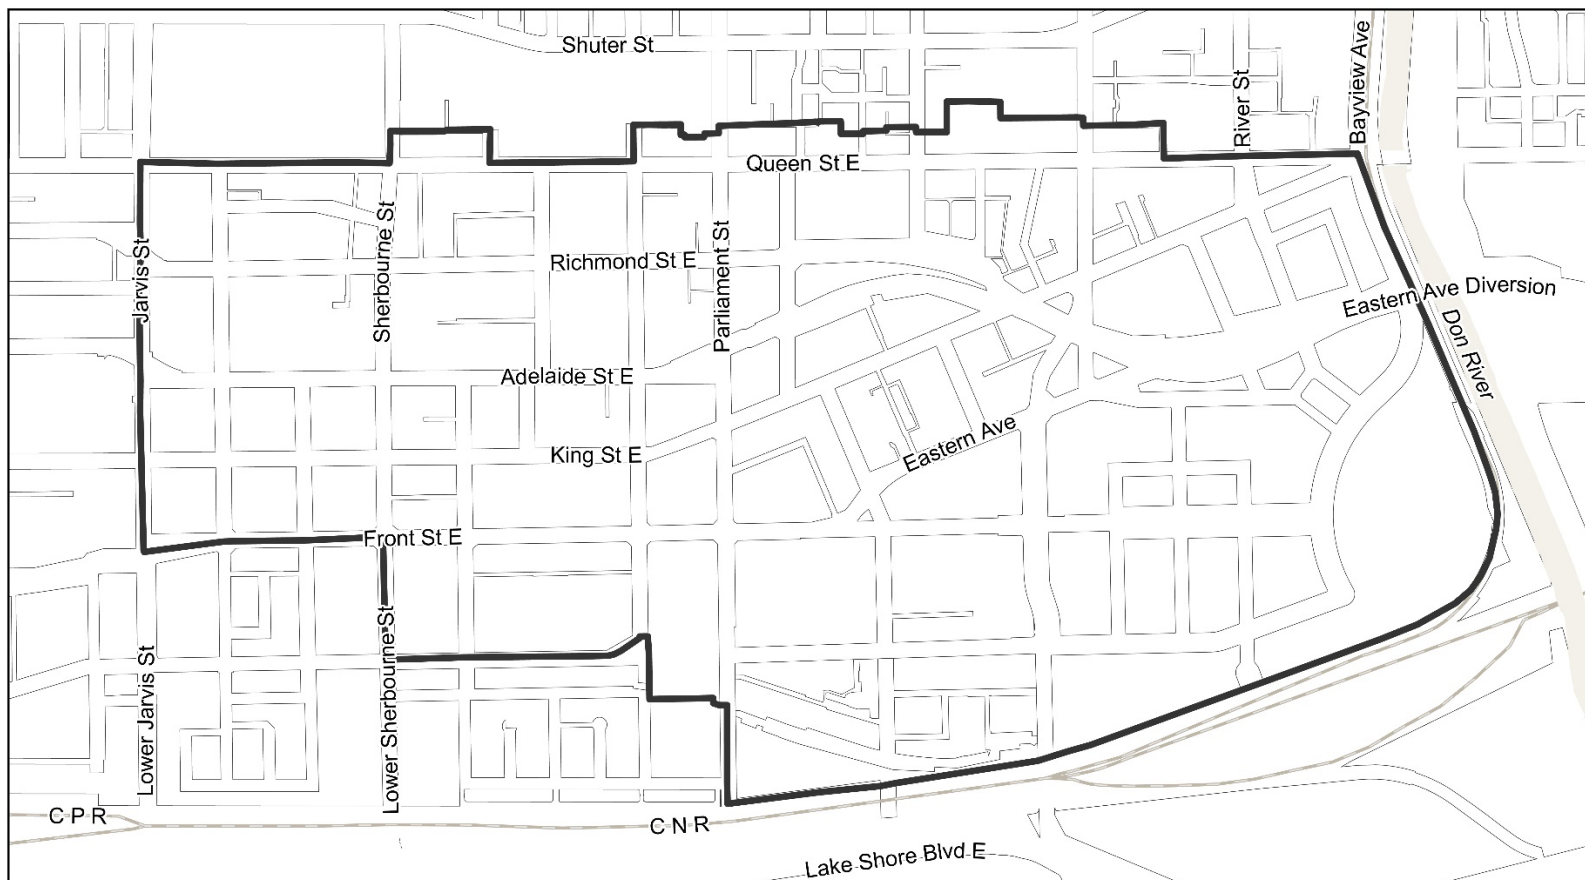 Shuter St
Bayview Ave
River St
Queen St E
Sherbourne St
Jarvis St
Richmond St E
Parliament St
Eastern Ave Diversion
Don River
Adelaide St E
King St E
Eastern Ave
Front St E
Lower Jarvis St
Lower Sherbourne St
C P R
C N R
Lake Shore Blvd E